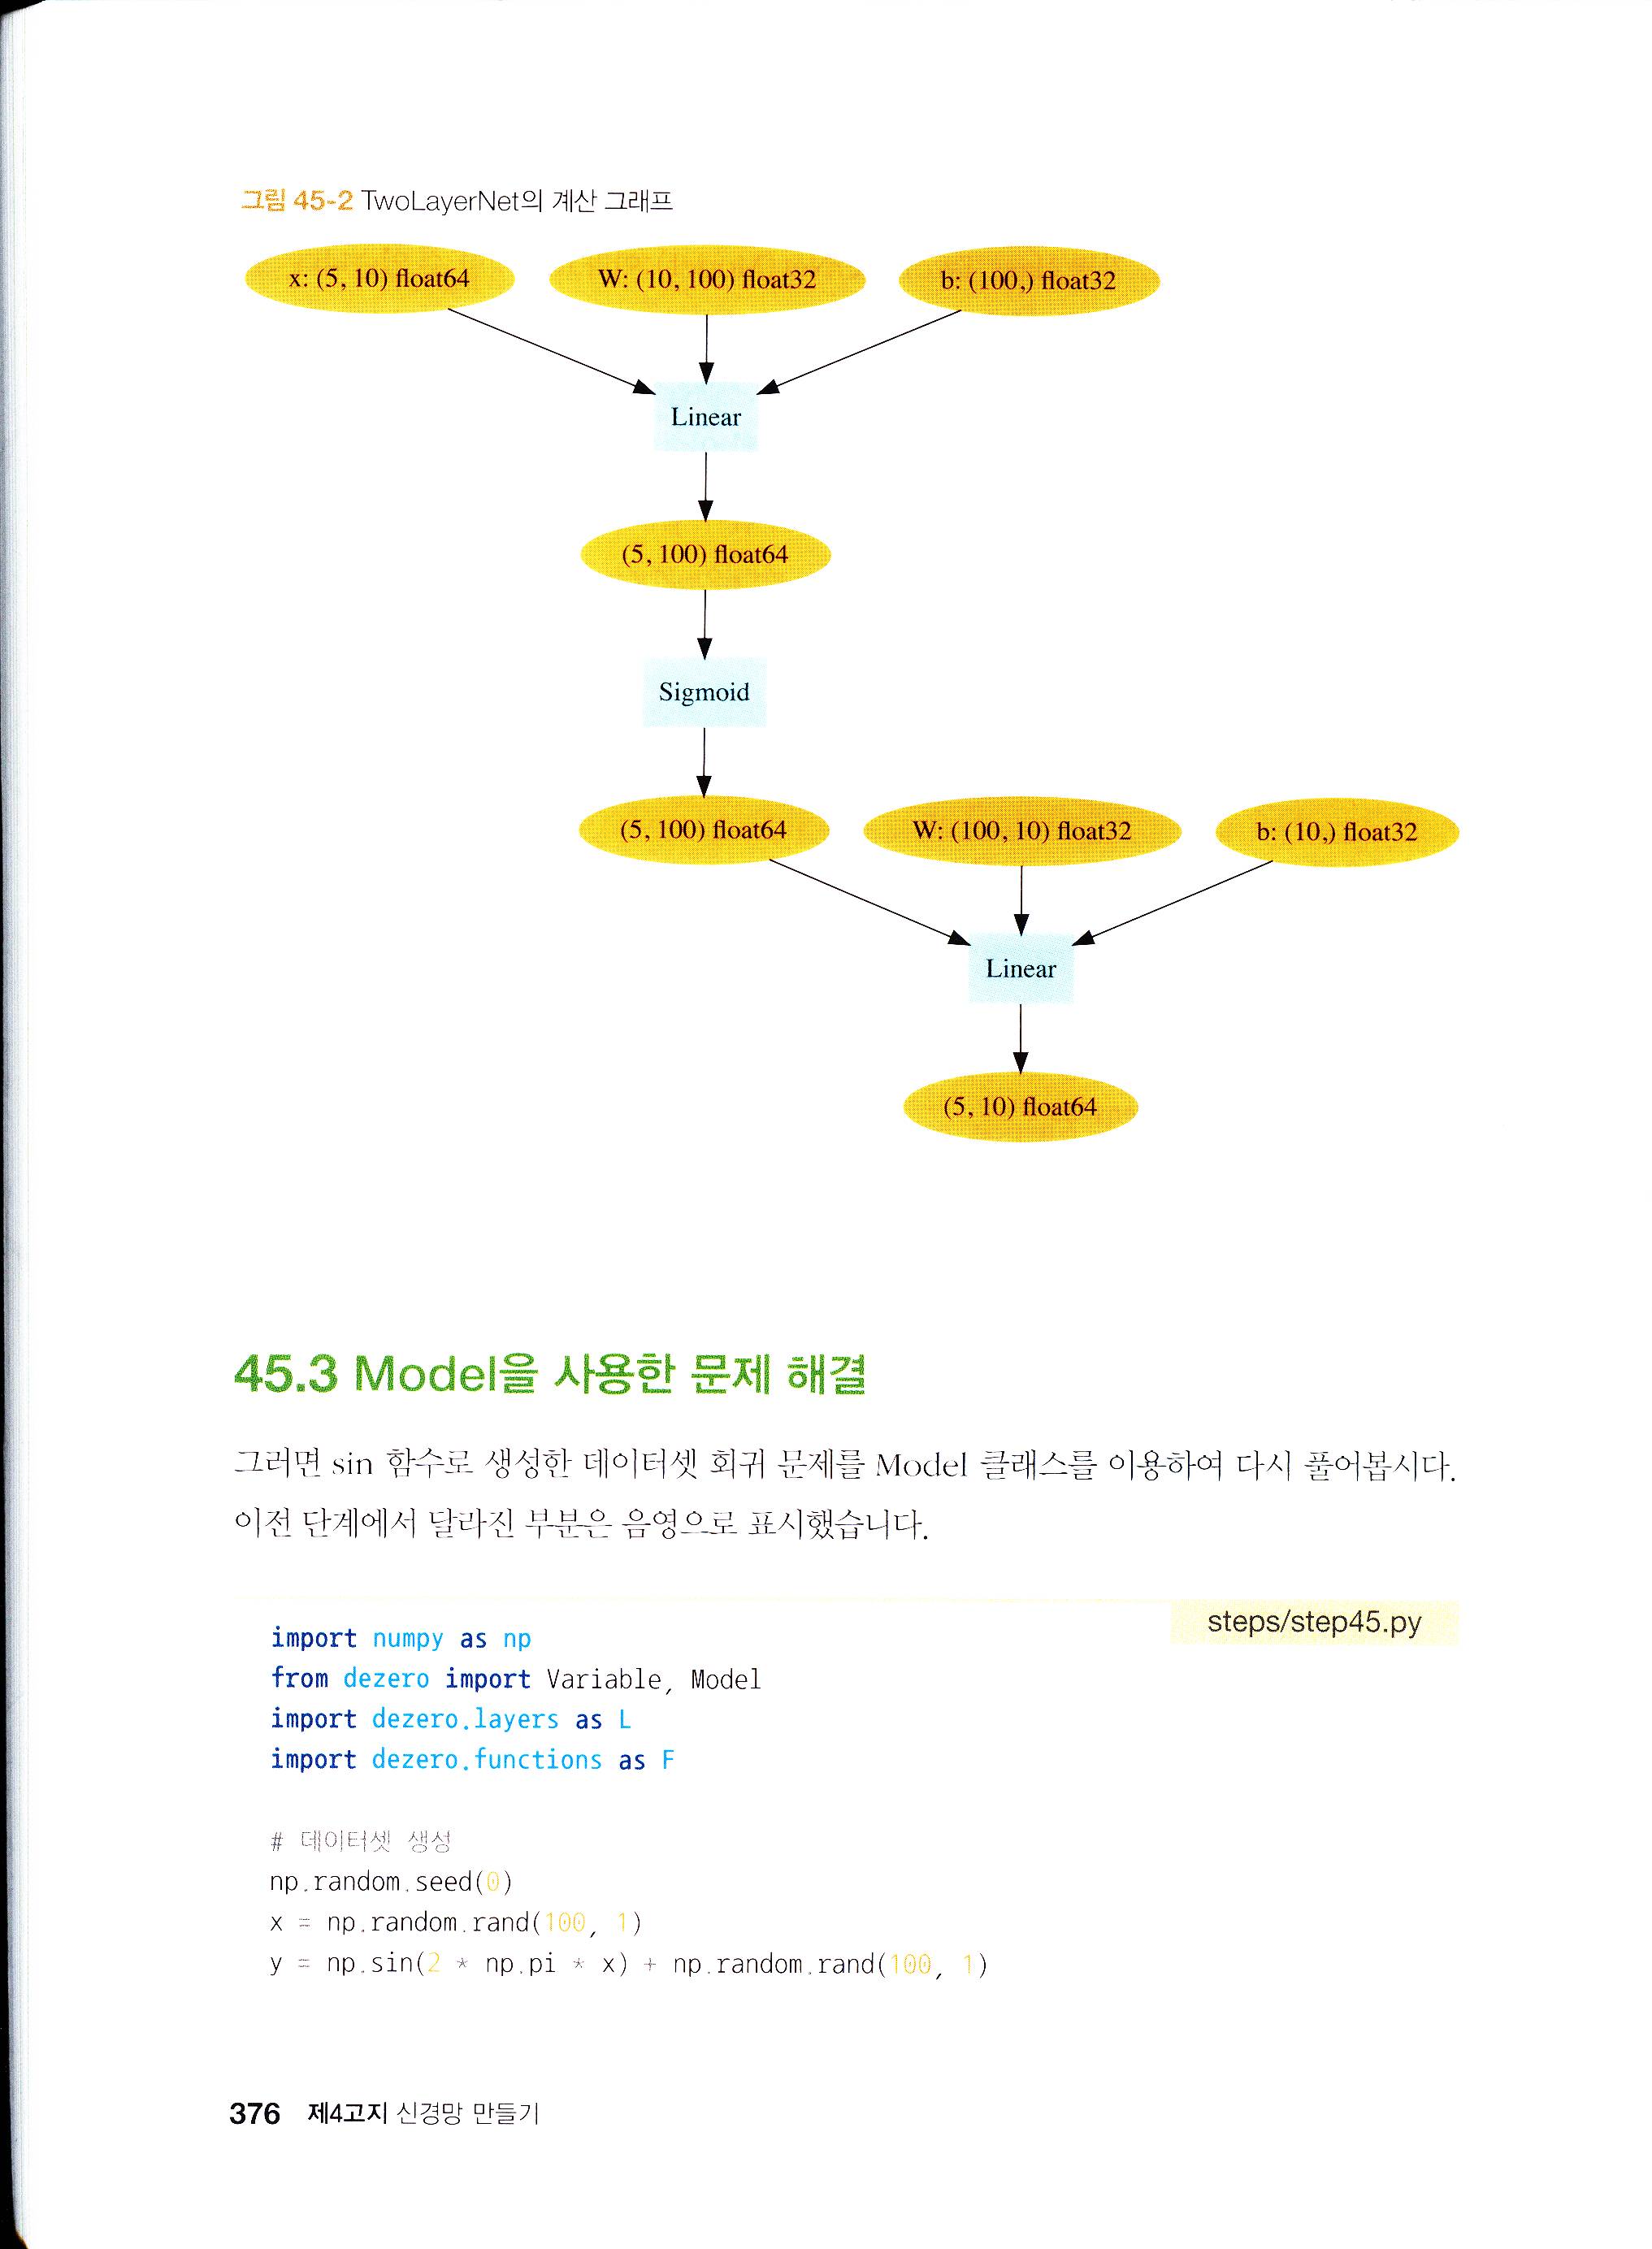 그림 45-2 TwoLayerNet의 계산 그래프
x: (5, 10) float64 W: (10, 100) float32 b: (100,) float32
Linear
(5, 100) float64
Sigmoid
(5, 100) float64 W: (100, 10) float32 b: (10,) float32
Linear
(5, 10) float64
45.3 Model을 사용한 문제 해결
그러면 sin 함수로 생성한 데이터셋 회귀 문제를 Model 클래스를 이용하여 다시 풀어봅시다.
이전 단계에서 달라진 부분은 음영으로 표시했습니다.
steps/step45.py
import numpy as np
from dezero import Variable, Model
import dezero.layers as L
import dezero.functions as F
# 데이터셋 생성
np.random.seed(0)
x = np.random.rand(100, 1)
y = np.sin(2 * np.pi * x) + np.random.rand(100, 1)
376 제4고지 신경망 만들기